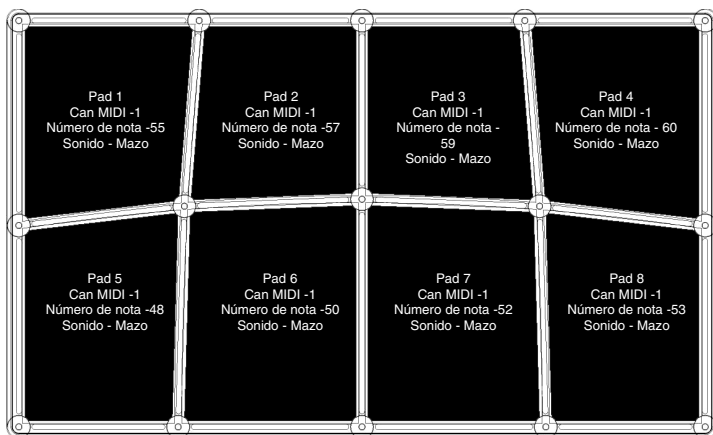 Pad 1
Can MIDI -1
Número de nota -55
Sonido - Mazo
Pad 2
Can MIDI -1
Número de nota -57
Sonido - Mazo
Pad 3
Can MIDI -1
Número de nota -
59
Sonido - Mazo
Pad 4
Can MIDI -1
Número de nota - 60
Sonido - Mazo
Pad 5
Can MIDI -1
Número de nota -48
Sonido - Mazo
Pad 6
Can MIDI -1
Número de nota -50
Sonido - Mazo
Pad 7
Can MIDI -1
Número de nota -52
Sonido - Mazo
Pad 8
Can MIDI -1
Número de nota -53
Sonido - Mazo